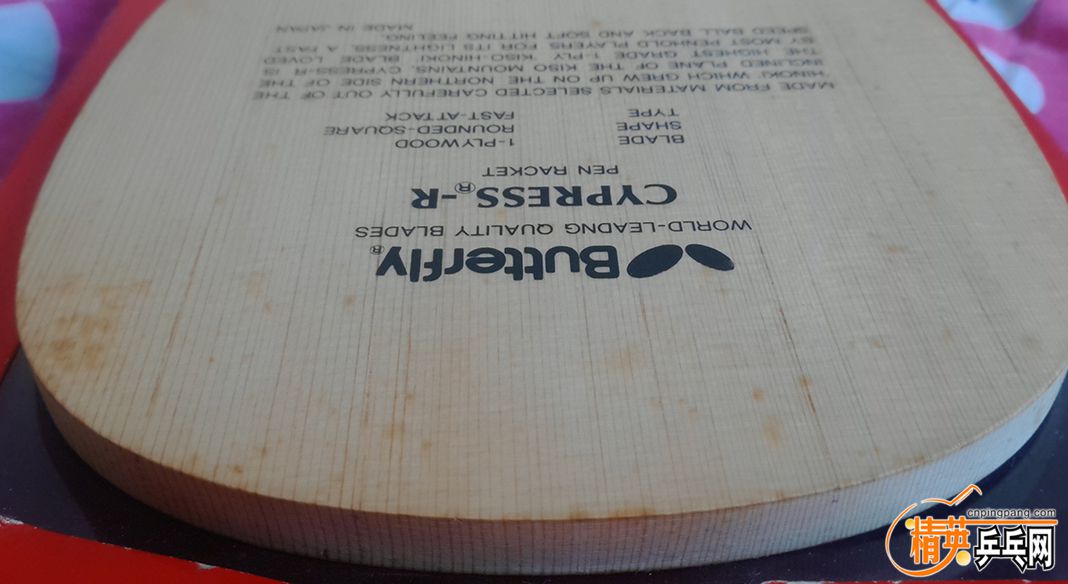 Butterfly®
WORLD-LEADNG QUALITY BLADES
CYPRESS®-R
PEN RACKET
BLADE 1-PLYWOOD
SHAPE ROUNDED-SQUARE
TYPE FAST-ATTACK
MADE FROM MATERIALS SELECTED CAREFULLY OUT OF THE
'HINOKI' WHICH GREW UP ON THE NORTHERN SIDE OF THE
INCLINED PLANE OF THE KISO MOUNTAINS, CYPRESS-R IS
THE HIGHEST GRADE 1-PLY 'KISO-HINOKI' BLADE LOVED
BY MOST PENHOLD PLAYERS FOR ITS LIGHTNESS, A FAST
SPEED BALL BACK AND SOFT HITTING FEELING.
MADE IN JAPAN
cnpingpang.com
精英乒乓网